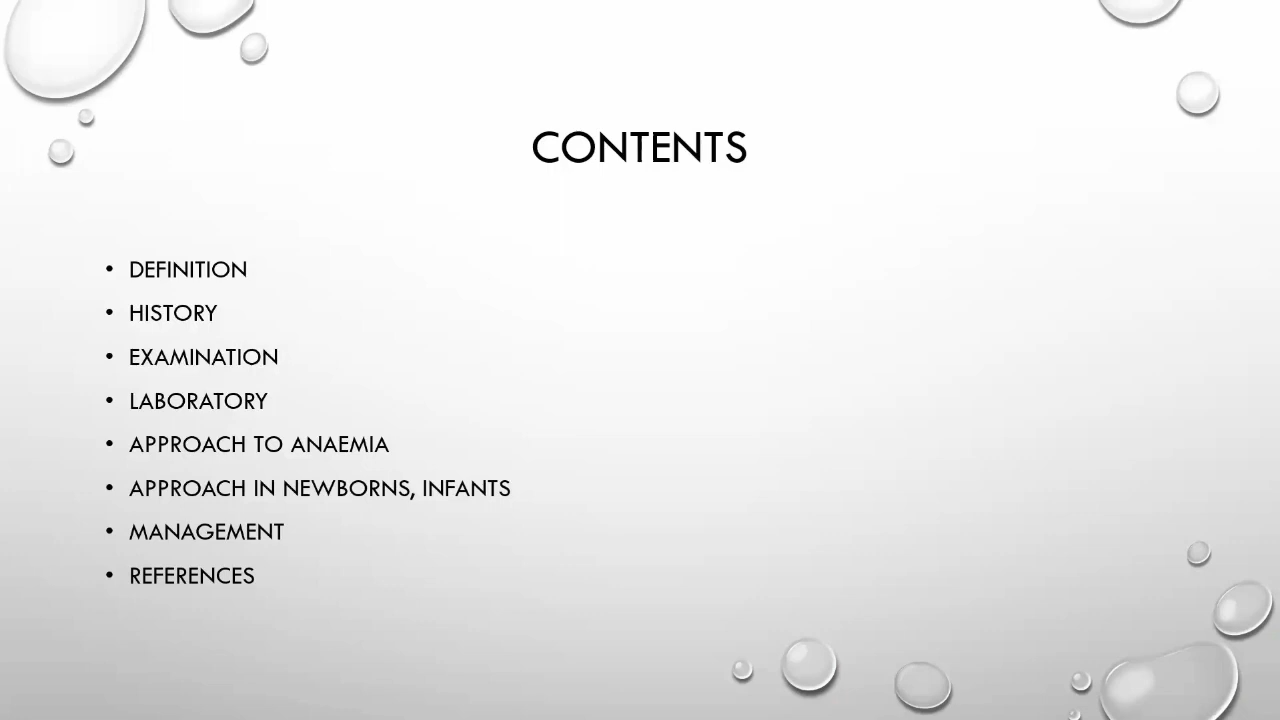 CONTENTS
• DEFINITION
• HISTORY
• EXAMINATION
• LABORATORY
• APPROACH TO ANAEMIA
• APPROACH IN NEWBORNS, INFANTS
• MANAGEMENT
• REFERENCES